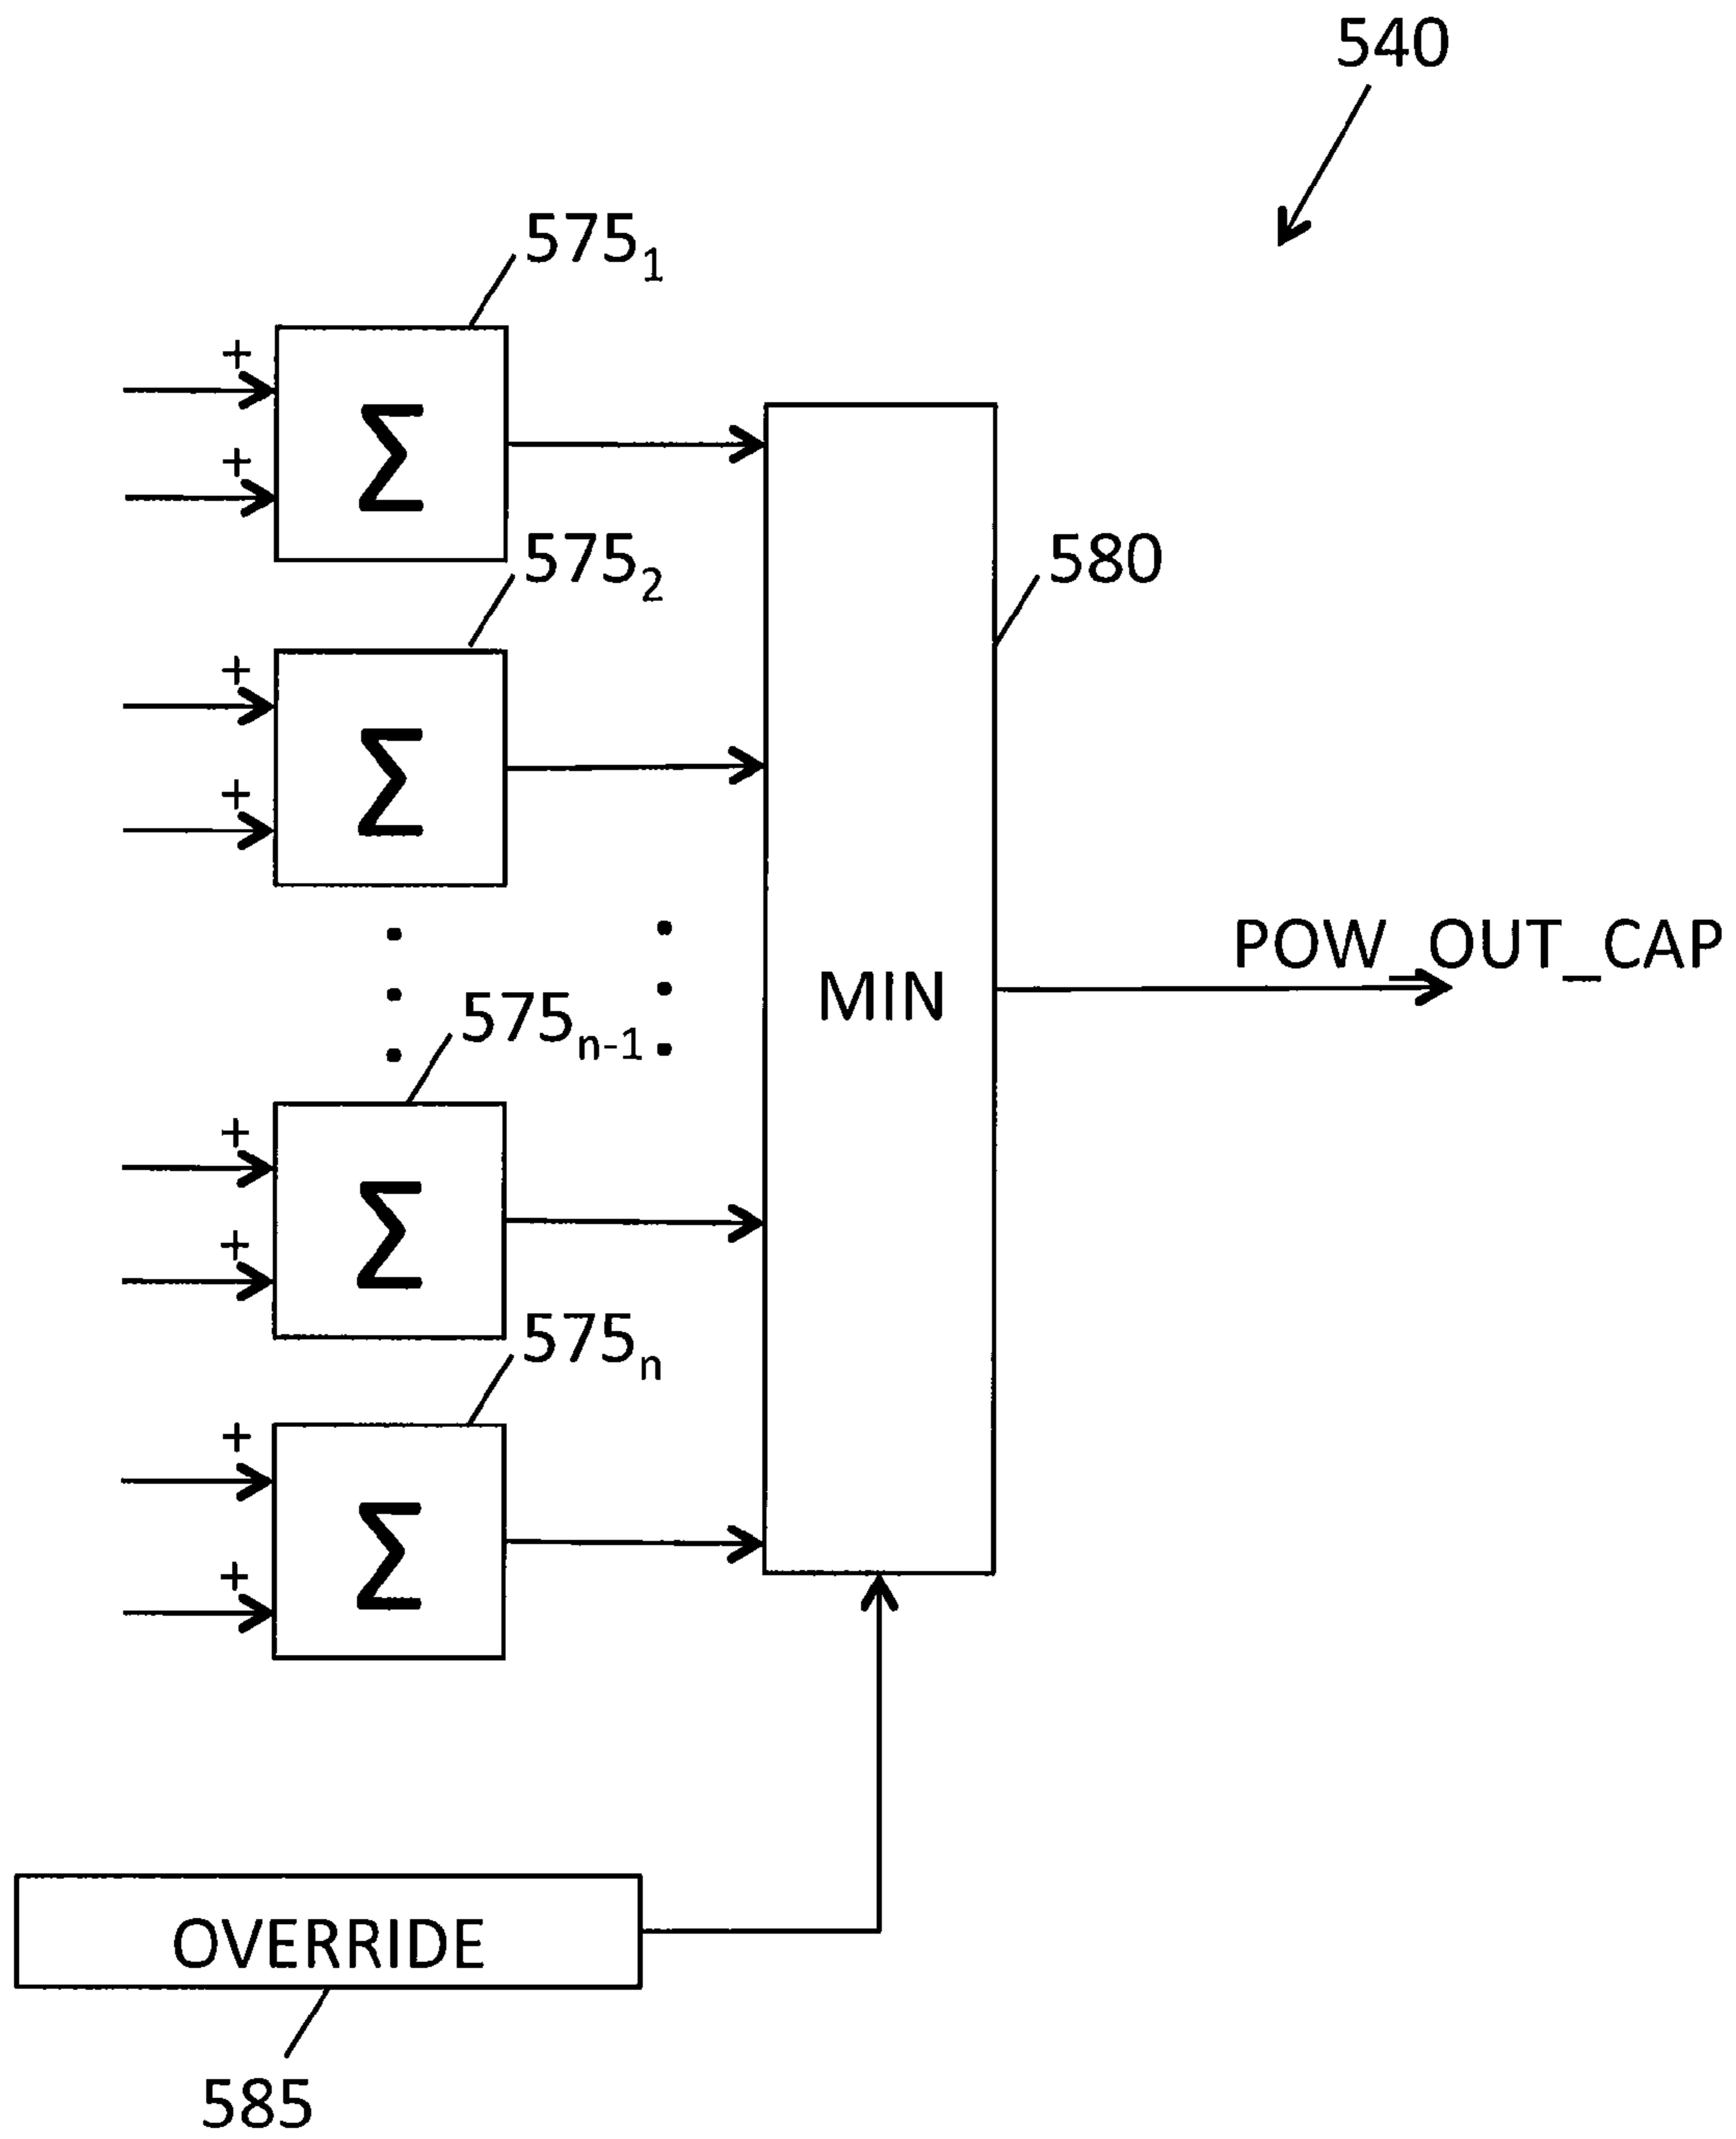 540
575₁
+
+
Σ
575₂
580
+
+
Σ
POW_OUT_CAP
MIN
575ₙ₋₁
+
+
Σ
575ₙ
+
+
Σ
OVERRIDE
585